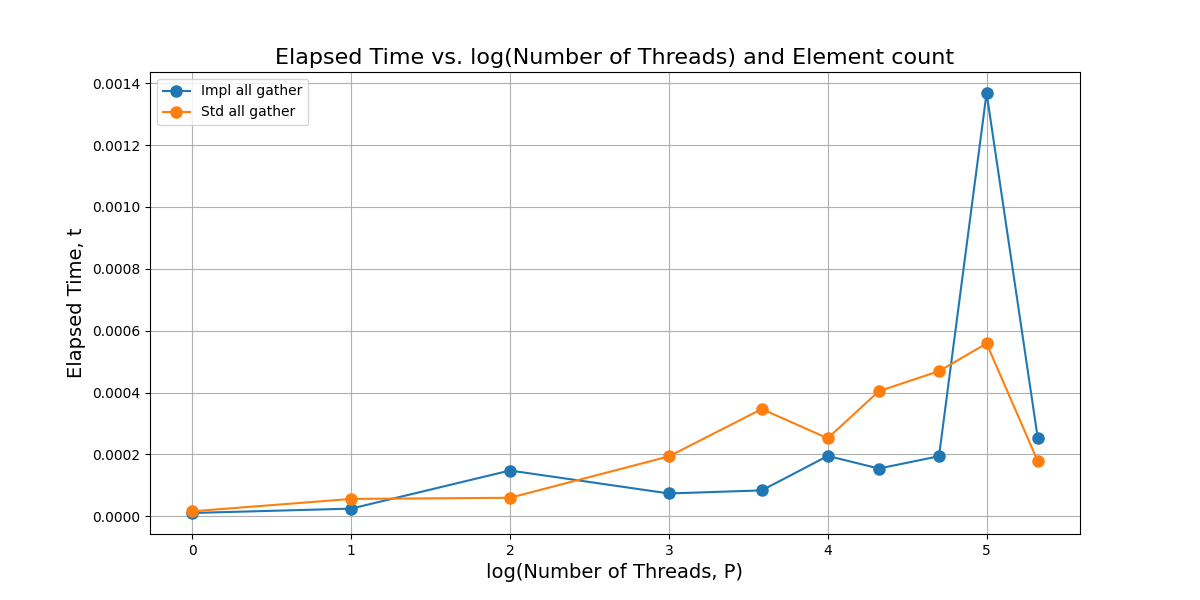 Elapsed Time vs. log(Number of Threads) and Element count
Impl all gather
Std all gather
Elapsed Time, t
0.0014
0.0012
0.0010
0.0008
0.0006
0.0004
0.0002
0.0000
0 1 2 3 4 5
log(Number of Threads, P)